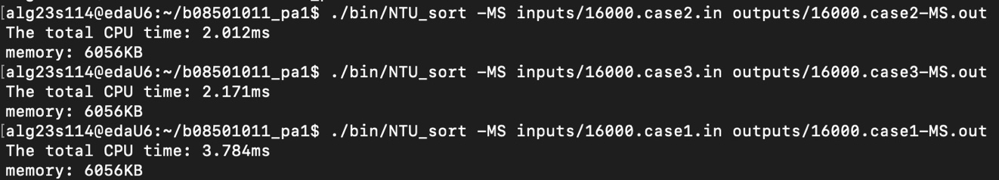 [alg23s114@edaU6:~/b08501011_pa1$ ./bin/NTU_sort -MS inputs/16000.case2.in outputs/16000.case2-MS.out
The total CPU time: 2.012ms
memory: 6056KB
[alg23s114@edaU6:~/b08501011_pa1$ ./bin/NTU_sort -MS inputs/16000.case3.in outputs/16000.case3-MS.out
The total CPU time: 2.171ms
memory: 6056KB
[alg23s114@edaU6:~/b08501011_pa1$ ./bin/NTU_sort -MS inputs/16000.case1.in outputs/16000.case1-MS.out
The total CPU time: 3.784ms
memory: 6056KB